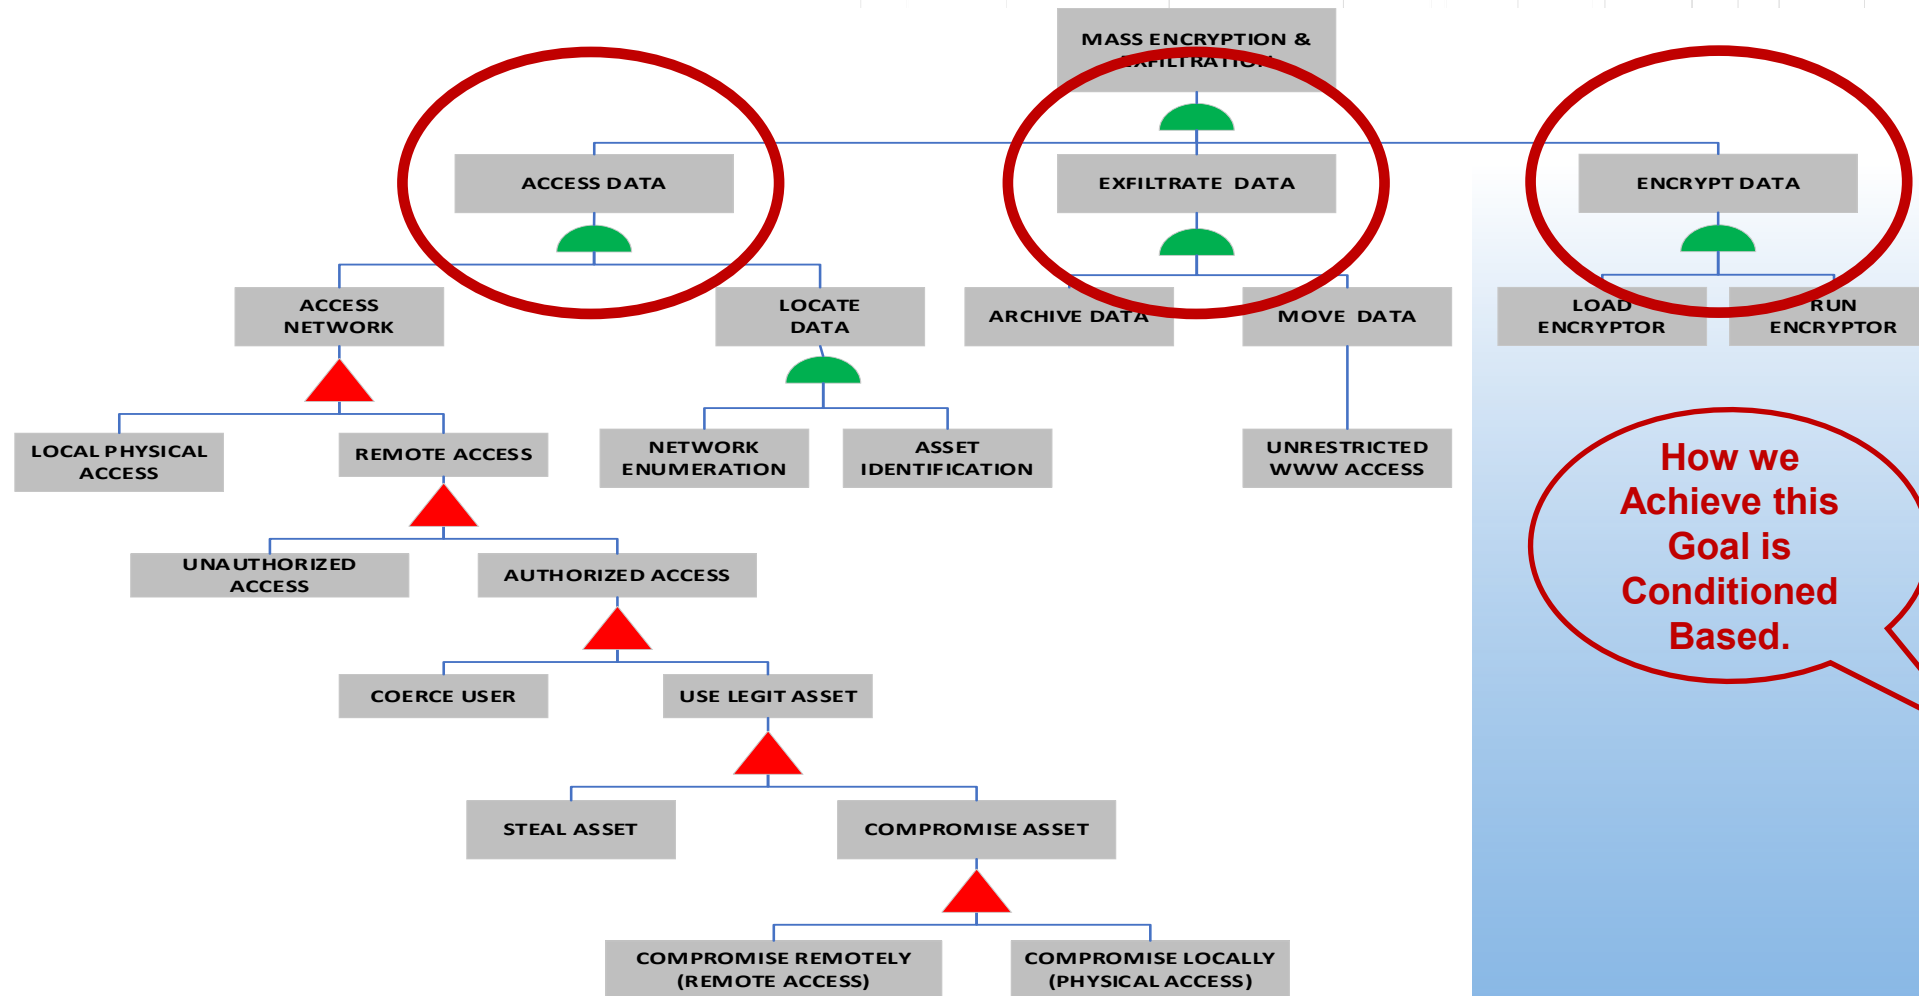 MASS ENCRYPTION &
EXFILTRATION
ACCESS DATA
EXFILTRATE DATA
ENCRYPT DATA
ACCESS
NETWORK
LOCATE
DATA
ARCHIVE DATA
MOVE DATA
LOAD
ENCRYPTOR
RUN
ENCRYPTOR
LOCAL PHYSICAL
ACCESS
REMOTE ACCESS
NETWORK
ENUMERATION
ASSET
IDENTIFICATION
UNRESTRICTED
WWW ACCESS
How we
Achieve this
Goal is
Conditioned
Based.
UNAUTHORIZED
ACCESS
AUTHORIZED ACCESS
COERCE USER
USE LEGIT ASSET
STEAL ASSET
COMPROMISE ASSET
COMPROMISE REMOTELY
(REMOTE ACCESS)
COMPROMISE LOCALLY
(PHYSICAL ACCESS)